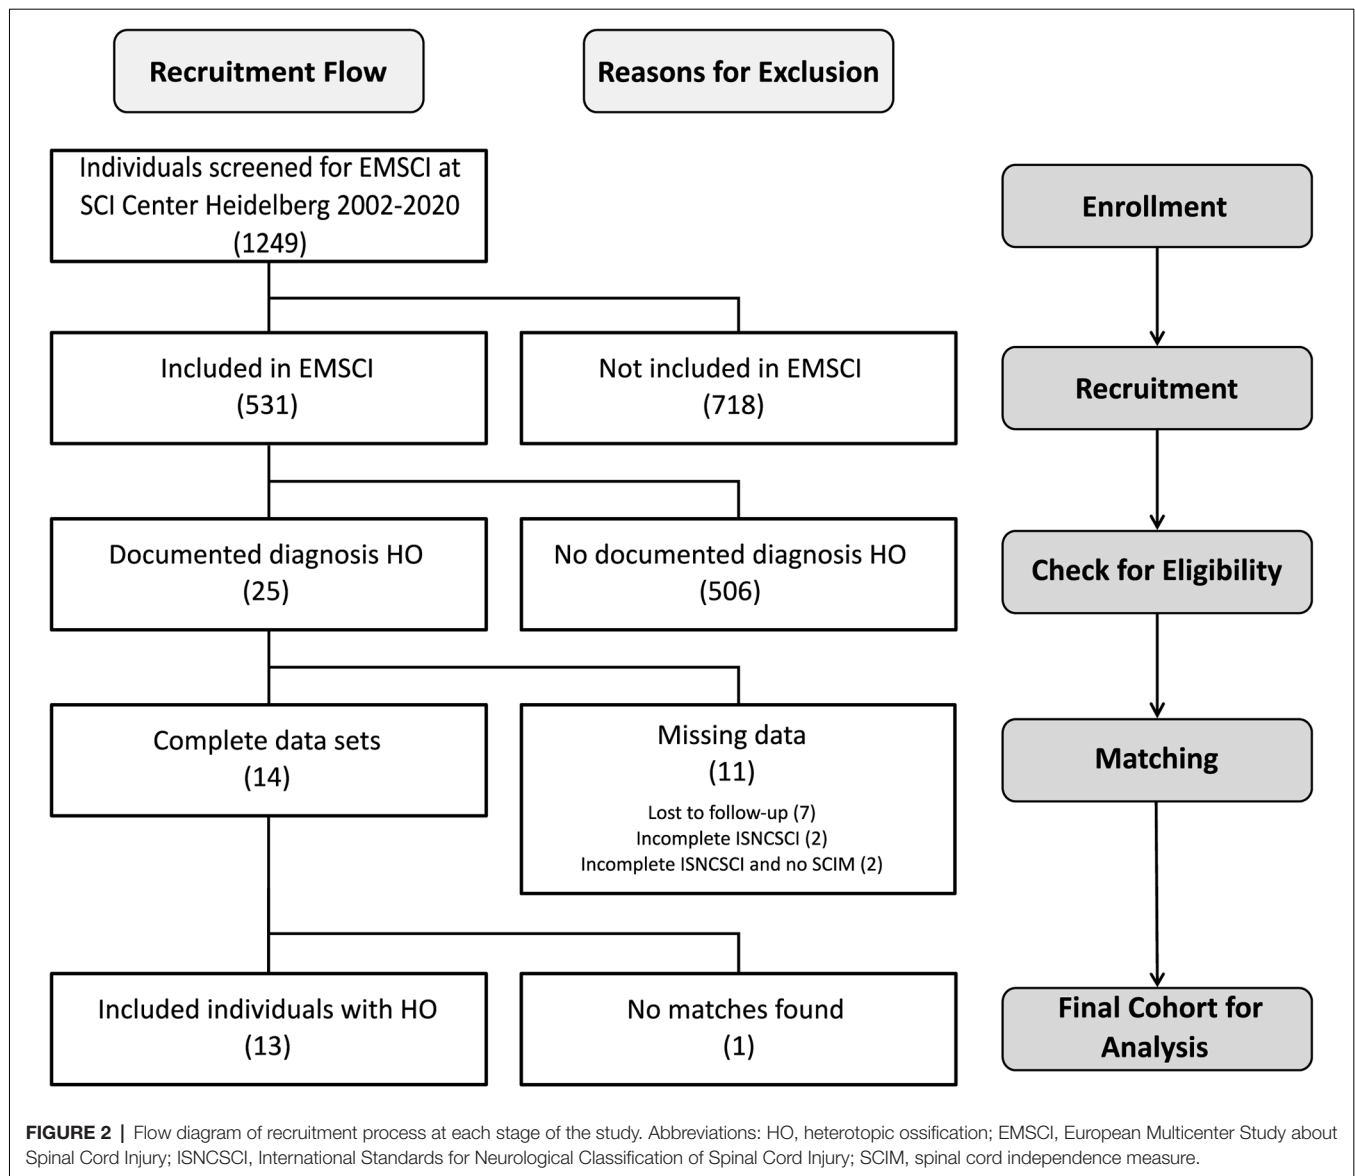 Recruitment Flow
Reasons for Exclusion
Individuals screened for EMSCI at
SCI Center Heidelberg 2002-2020
(1249)
Enrollment
Included in EMSCI
(531)
Not included in EMSCI
(718)
Recruitment
Documented diagnosis HO
(25)
No documented diagnosis HO
(506)
Check for Eligibility
Complete data sets
(14)
Missing data
(11)
Lost to follow-up (7)
Incomplete ISNCSCI (2)
Incomplete ISNCSCI and no SCIM (2)
Matching
Included individuals with HO
(13)
No matches found
(1)
Final Cohort for
Analysis
FIGURE 2 | Flow diagram of recruitment process at each stage of the study. Abbreviations: HO, heterotopic ossification; EMSCI, European Multicenter Study about
Spinal Cord Injury; ISNCSCI, International Standards for Neurological Classification of Spinal Cord Injury; SCIM, spinal cord independence measure.